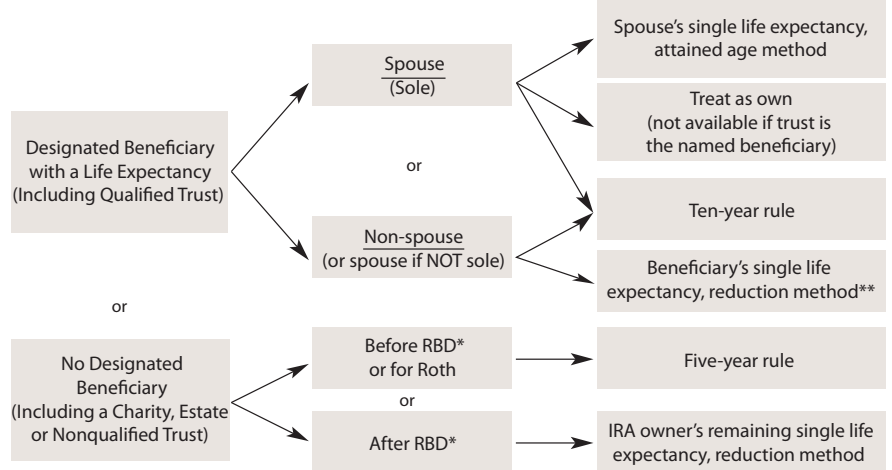 Designated Beneficiary
with a Life Expectancy
(Including Qualified Trust)
or
No Designated
Beneficiary
(Including a Charity, Estate
or Nonqualified Trust)
Spouse
(Sole)
or
Non-spouse
(or spouse if NOT sole)
Before RBD*
or for Roth
or
After RBD*
Spouse's single life expectancy,
attained age method
Treat as own
(not available if trust is
the named beneficiary)
Ten-year rule
Beneficiary's single life
expectancy, reduction method**
Five-year rule
IRA owner's remaining single life
expectancy, reduction method